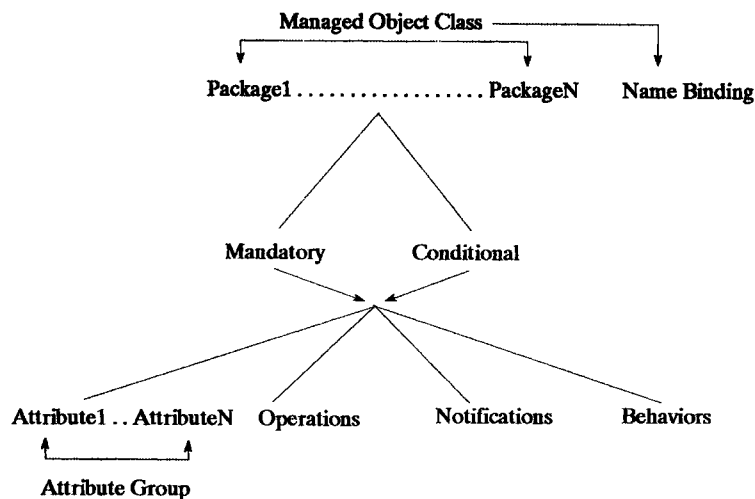 Managed Object Class
Package1 . . . . . . . . . . . . . . . . . . PackageN Name Binding
Mandatory Conditional
Attribute1 . . AttributeN Operations Notifications Behaviors
Attribute Group